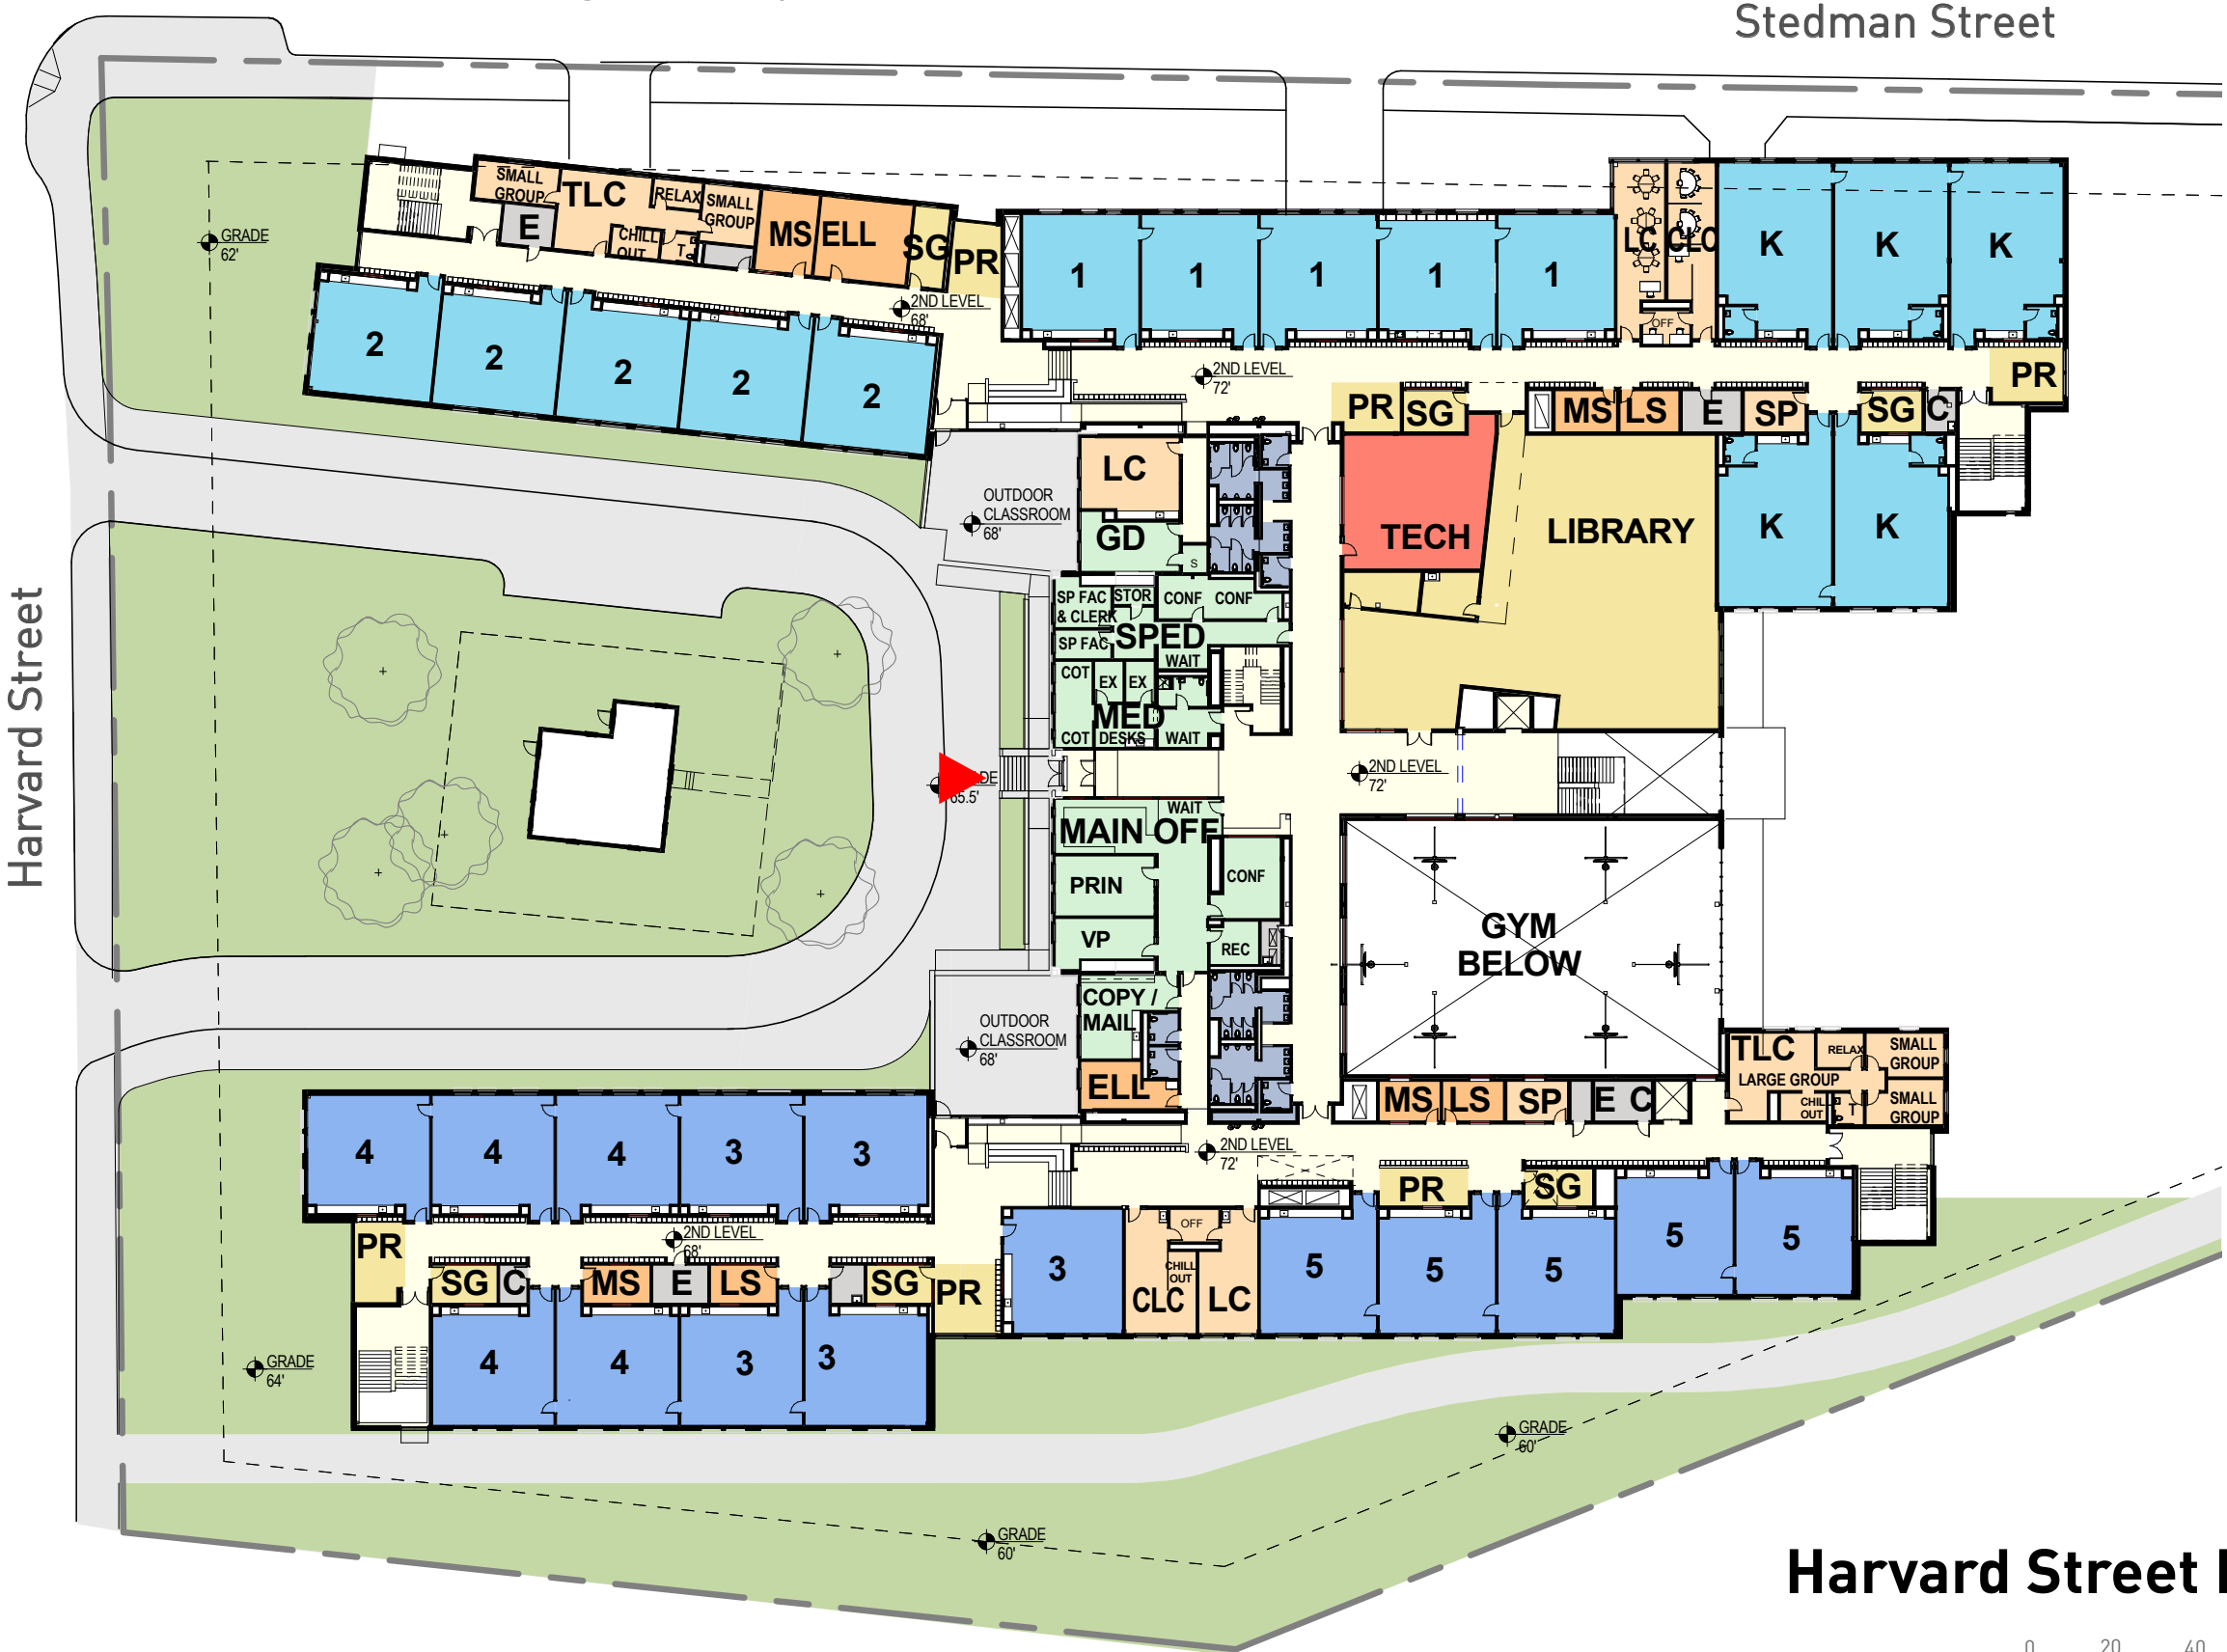 Stedman Street
SMALL
GROUP
TLC
RELAX
SMALL
GROUP
E
CHILL
OUT
T
MS
ELL
SG
PR
GRADE
62'
2ND LEVEL
68'
1
1
1
1
1
LC
CLC
OFF
K
K
K
2
2
2
2
2
2ND LEVEL
72'
PR
SG
MS
LS
E
SP
SG
C
PR
LC
GD
S
OUTDOOR
CLASSROOM
68'
TECH
LIBRARY
K
K
SP FAC
& CLERK
STOR
CONF
CONF
SP FAC
SPED
WAIT
COT
EX
EX
T
MED
COT
DESKS
WAIT
Harvard Street
65.5'
2ND LEVEL
72'
WAIT
MAIN OFF
PRIN
CONF
VP
REC
GYM
BELOW
COPY /
MAIL
OUTDOOR
CLASSROOM
68'
ELL
TLC
RELAX
SMALL
GROUP
LARGE GROUP
SMALL
GROUP
OUT
T
MS
LS
SP
E
C
4
4
4
3
3
2ND LEVEL
72'
PR
SG
PR
2ND LEVEL
68'
OFF
5
5
SG
C
MS
E
LS
SG
PR
3
CHILL
OUT
CLC
LC
5
5
5
4
4
3
3
GRADE
64'
GRADE
60'
GRADE
60'
Harvard Street
0
20
40